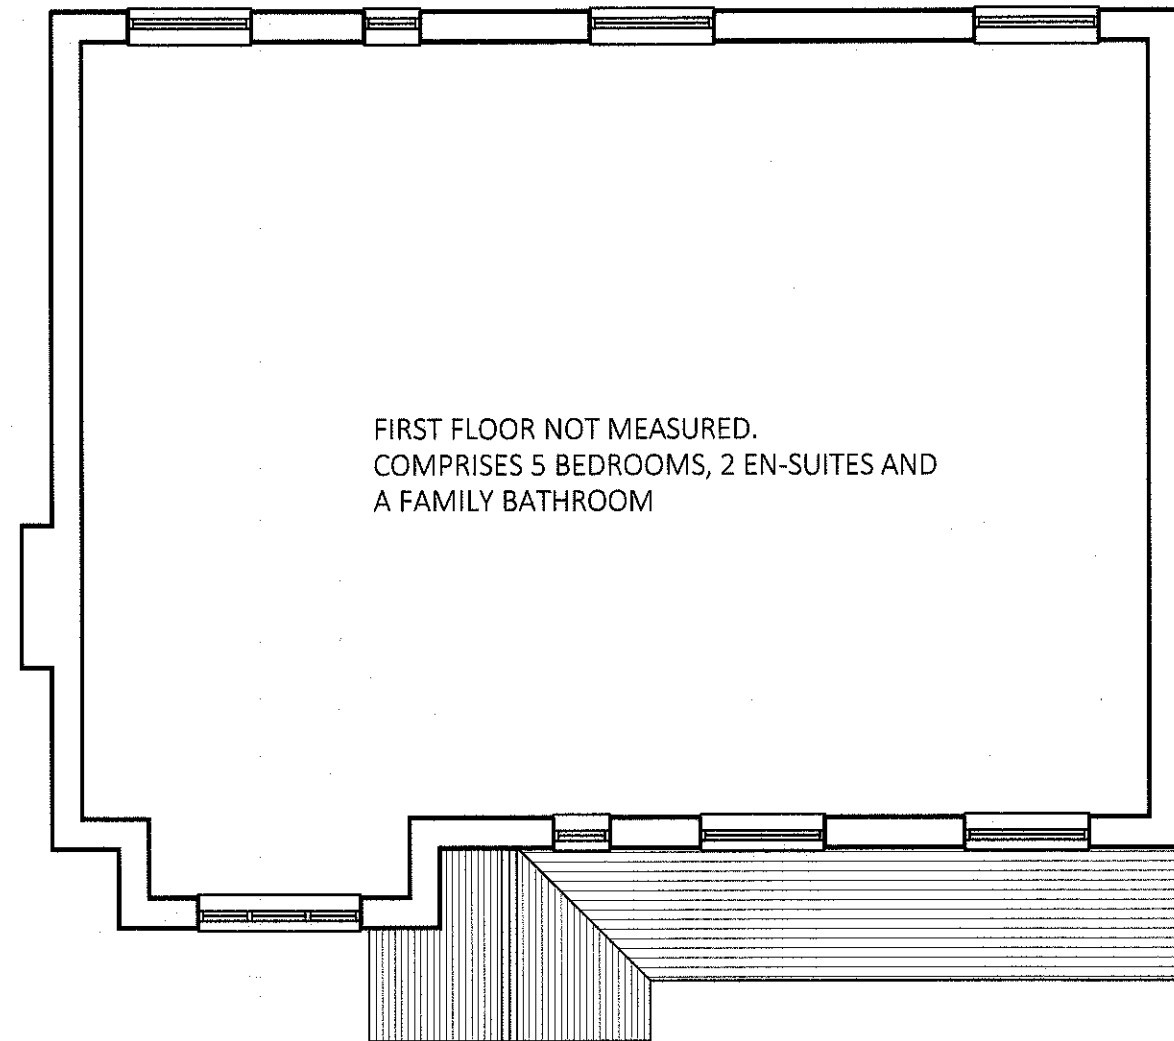 FIRST FLOOR NOT MEASURED.
COMPRISES 5 BEDROOMS, 2 EN-SUITES AND
A FAMILY BATHROOM